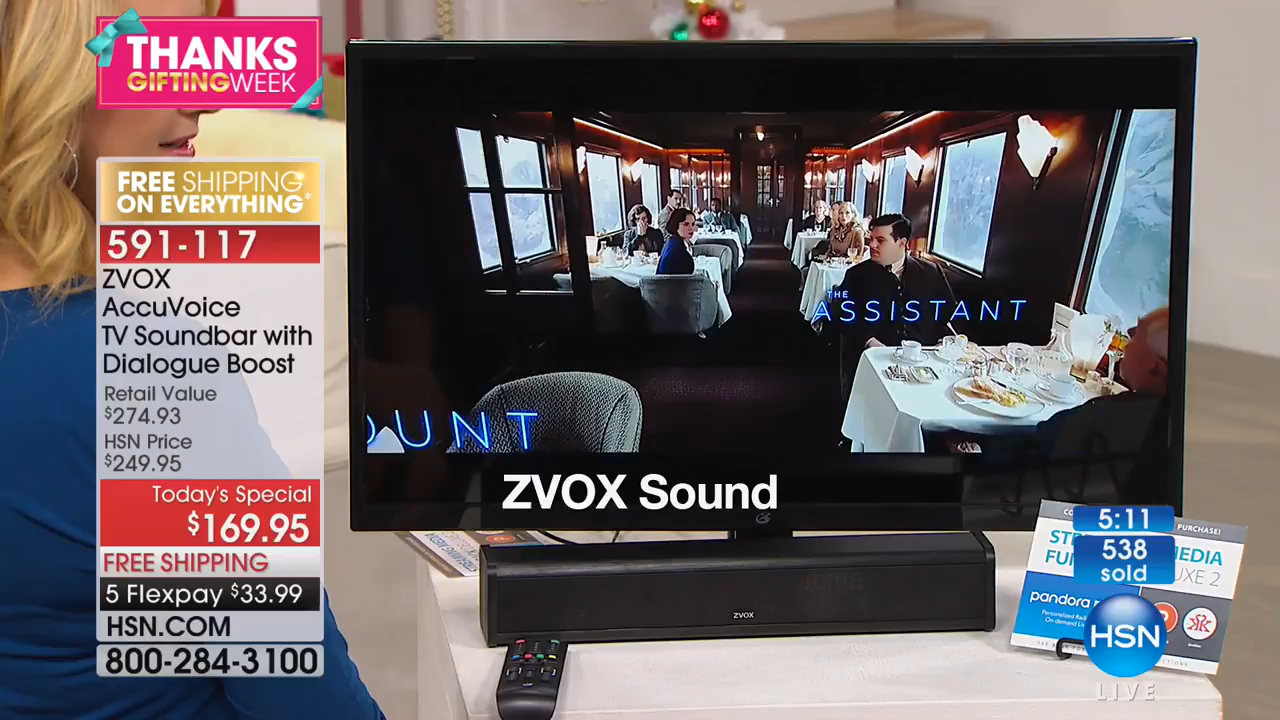 THANKS
GIFTINGWEEK
FREE SHIPPING
ON EVERYTHING*
591-117
ZVOX
AccuVoice
TV Soundbar with
Dialogue Boost
Retail Value
$274.93
HSN Price
$249.95
Today's Special
$169.95
FREE SHIPPING
5 Flexpay $33.99
HSN.COM
800-284-3100
THE
ASSISTANT
OUNT
ZVOX Sound
ZVOX
5:11
538
sold
PURCHASE!
pandora
HSN
LIVE